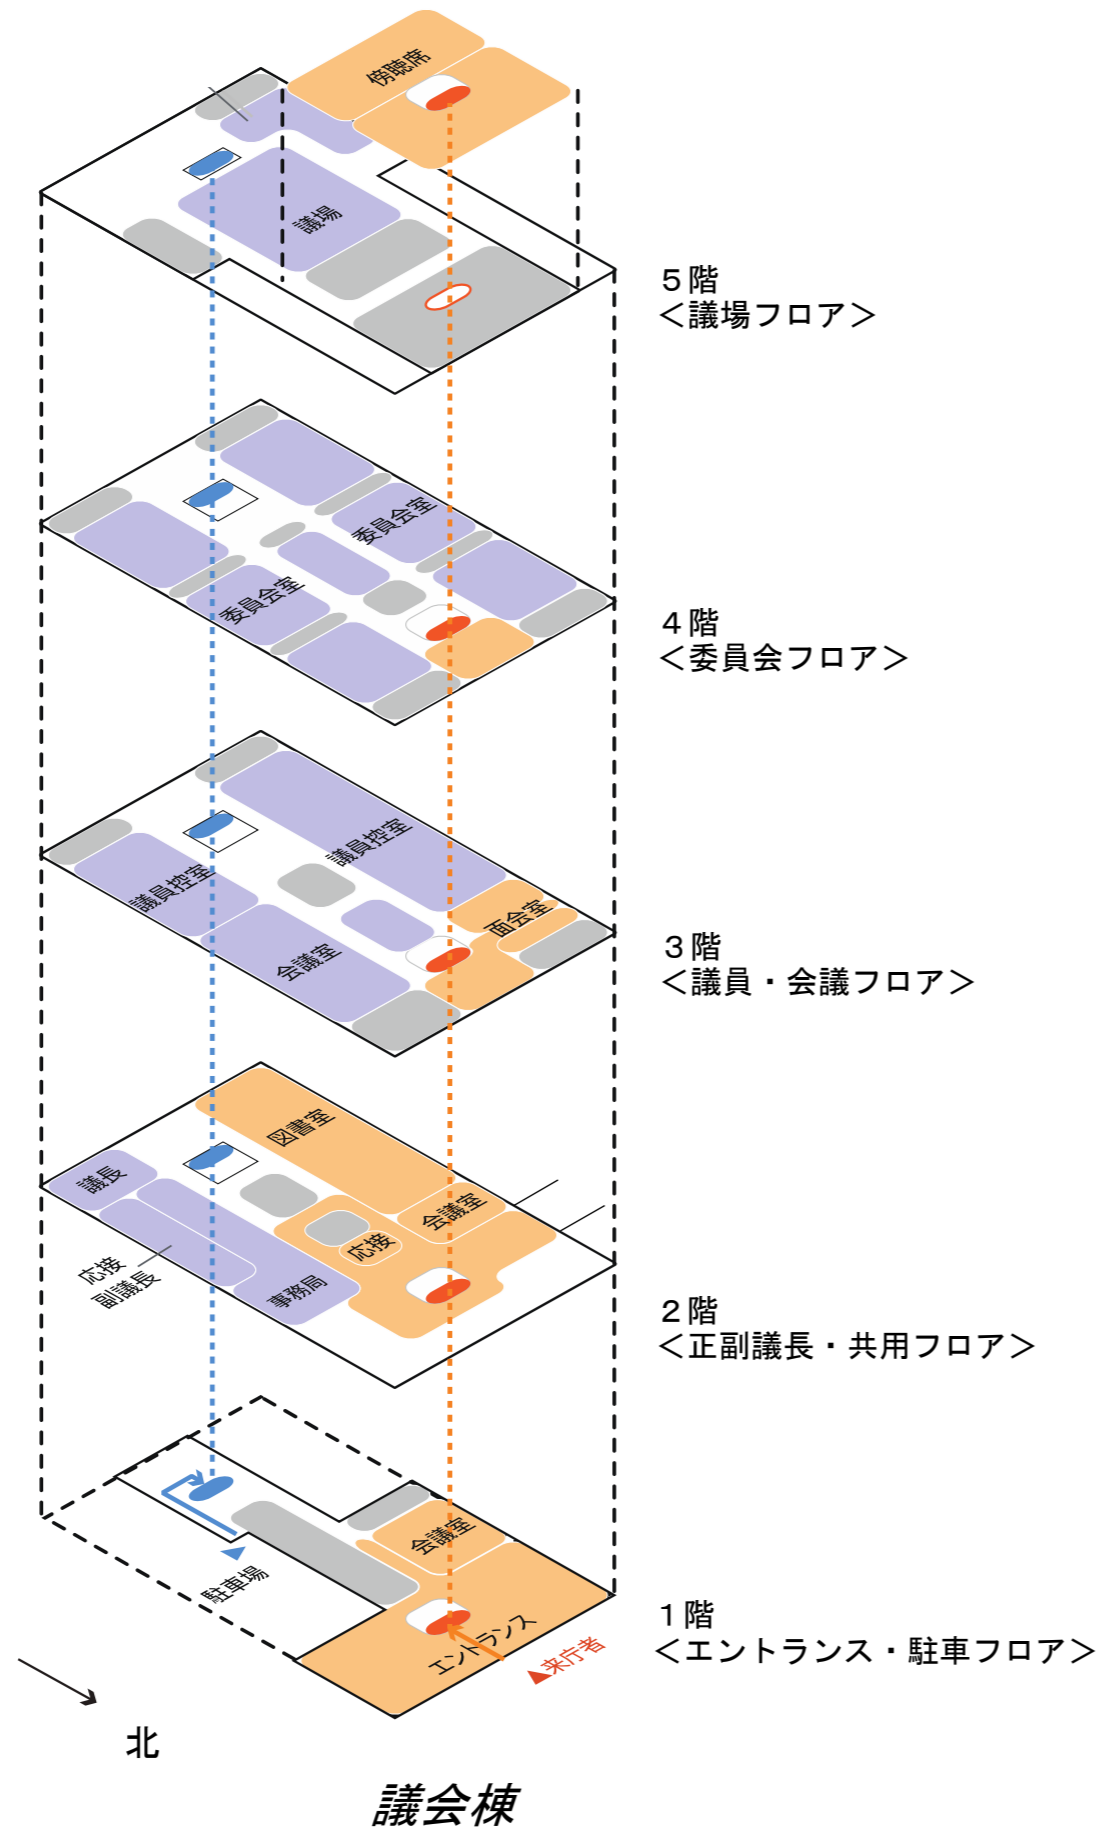 傍聴席
議場
５階
＜議場フロア＞
委員会室
委員会室
４階
＜委員会フロア＞
議員控室
議員控室
会議室
面会室
３階
＜議員・会議フロア＞
図書室
議長
会議室
応接
応接
副議長
事務局
２階
＜正副議長・共用フロア＞
会議室
駐車場
エントランス
▲来庁者
１階
＜エントランス・駐車フロア＞
北
議会棟